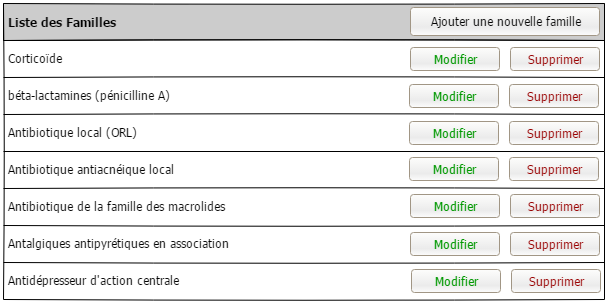 Liste des Familles Ajouter une nouvelle famille
Corticoïde Modifier Supprimer
béta-lactamines (pénicilline A) Modifier Supprimer
Antibiotique local (ORL) Modifier Supprimer
Antibiotique antiacnéique local Modifier Supprimer
Antibiotique de la famille des macrolides Modifier Supprimer
Antalgiques antipyrétiques en association Modifier Supprimer
Antidépresseur d'action centrale Modifier Supprimer